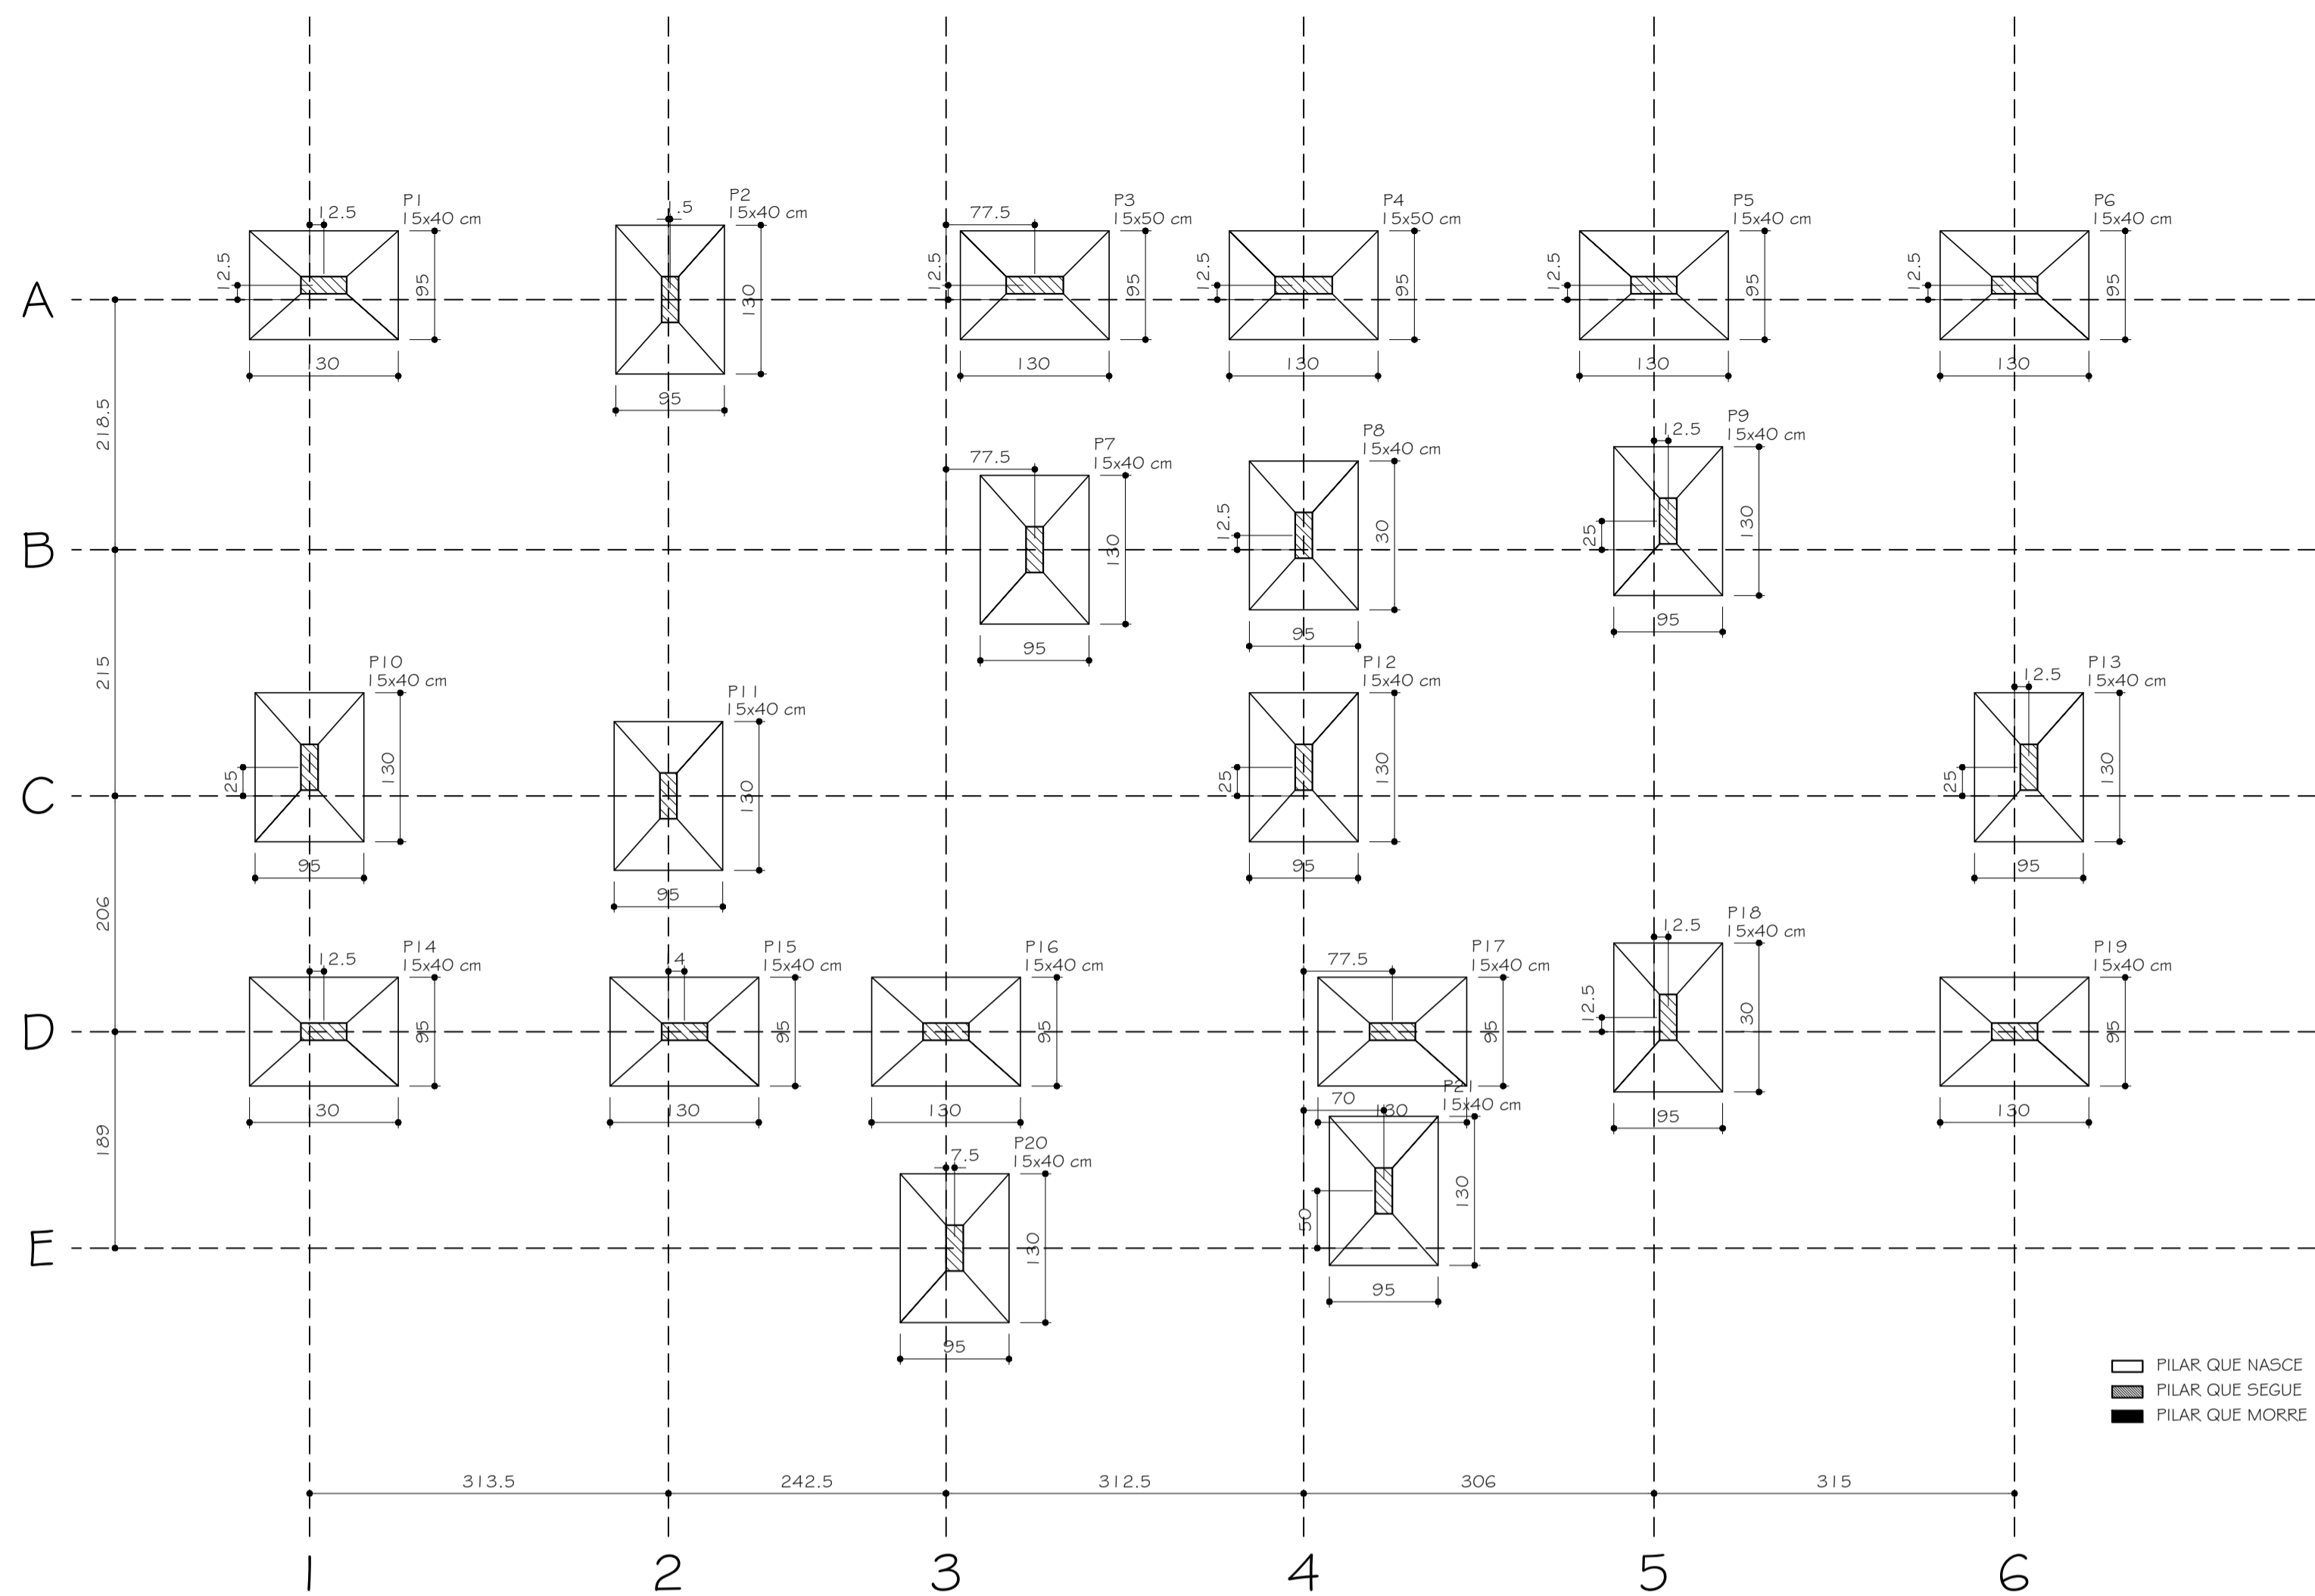 P1
15x40 cm
12.5
12.5
95
130
P2
15x40 cm
1.5
130
95
P3
15x50 cm
77.5
12.5
95
130
P4
15x50 cm
12.5
95
130
P5
15x40 cm
12.5
95
130
P6
15x40 cm
12.5
95
130
A
218.5
P7
15x40 cm
77.5
130
95
P8
15x40 cm
12.5
130
95
P9
15x40 cm
12.5
25
130
95
B
215
P10
15x40 cm
25
130
95
P11
15x40 cm
130
95
P12
15x40 cm
25
130
95
P13
15x40 cm
12.5
25
130
95
C
206
P14
15x40 cm
12.5
95
130
P15
15x40 cm
14
95
130
P16
15x40 cm
95
130
P17
15x40 cm
77.5
95
130
P18
15x40 cm
12.5
12.5
130
95
P19
15x40 cm
95
130
D
189
P20
15x40 cm
7.5
130
95
P21
15x40 cm
70
50
130
95
E
PILAR QUE NASCE
PILAR QUE SEGUE
PILAR QUE MORRE
313.5
242.5
312.5
306
315
1
2
3
4
5
6